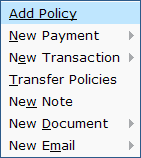 Add Policy
New Payment
New Transaction
Transfer Policies
New Note
New Document
New Email